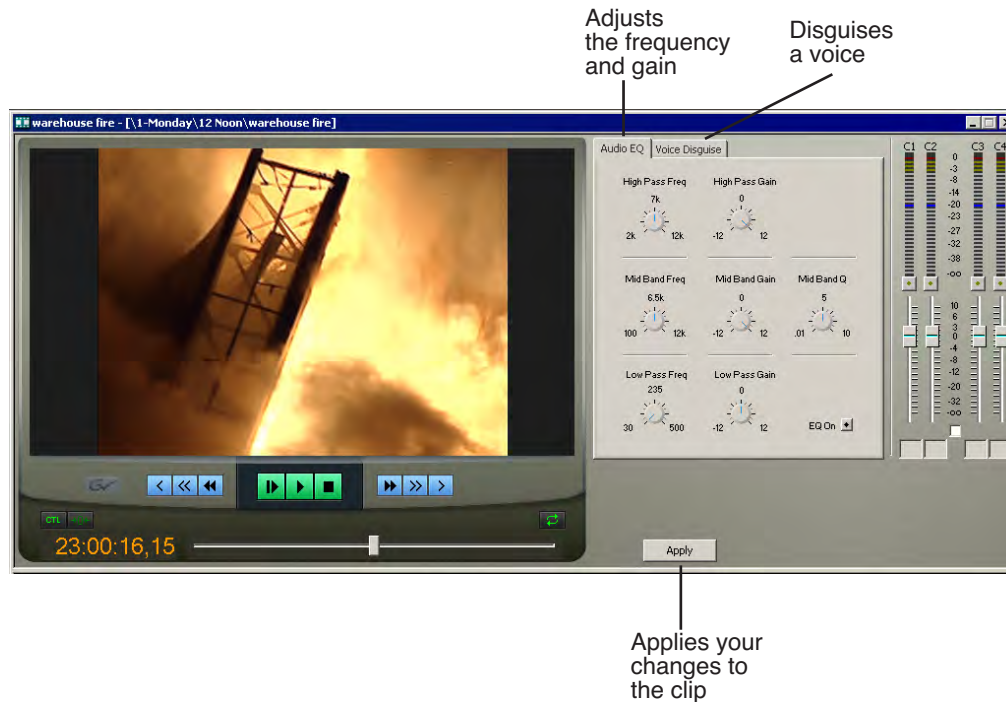 Adjusts
the frequency
and gain
Disguises
a voice
warehouse fire - [\1-Monday\12 Noon\warehouse fire]
Audio EQ
Voice Disguise
High Pass Freq
High Pass Gain
7k
0
2k
12k
-12
12
Mid Band Freq
Mid Band Gain
Mid Band Q
6.5k
0
5
100
12k
-12
12
.01
10
Low Pass Freq
Low Pass Gain
235
0
30
500
-12
12
EQ On
C1
C2
C3
C4
0
-3
-8
-14
-20
-23
-27
-32
-38
-oo
10
6
3
0
-4
-8
-12
-20
-32
-oo
GV
CTL
23:00:16,15
Apply
Applies your
changes to
the clip